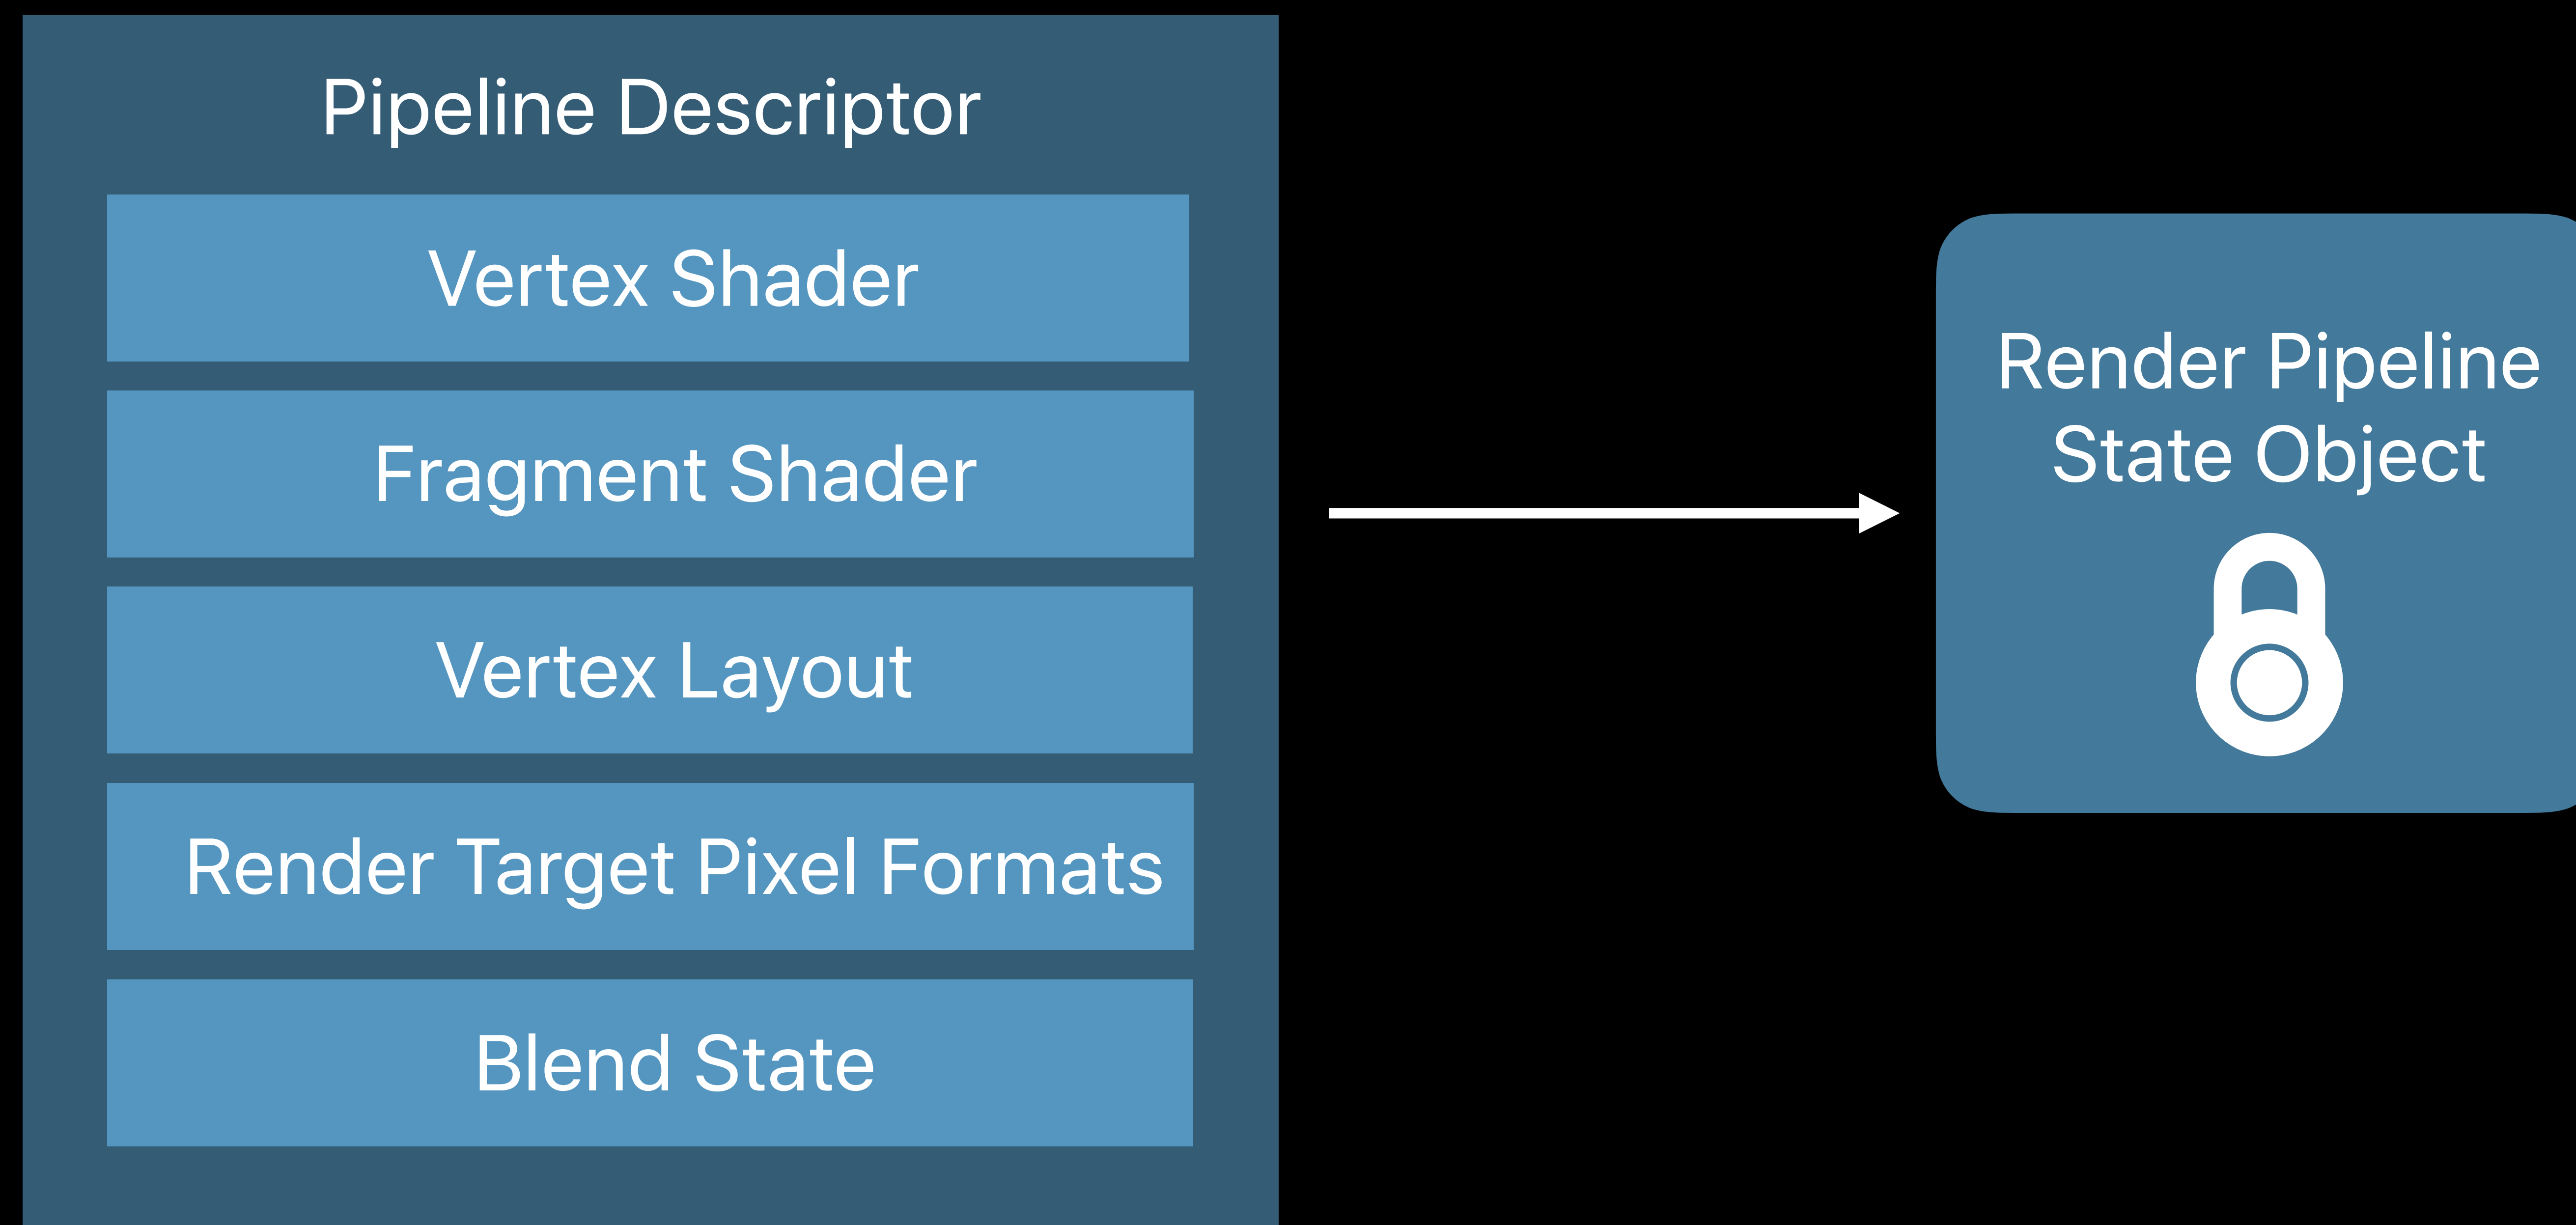 Pipeline Descriptor
Vertex Shader
Fragment Shader
Vertex Layout
Render Target Pixel Formats
Blend State
Render Pipeline
State Object